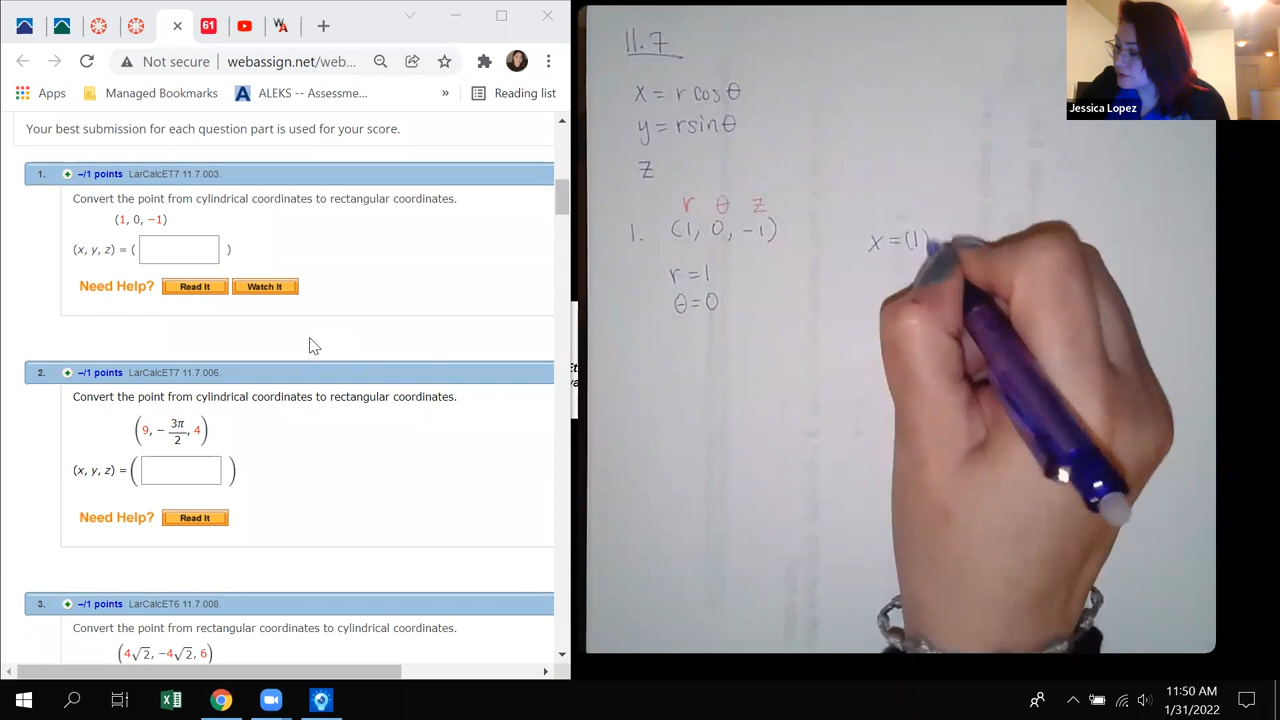 61
Not secure
webassign.net/web...
Apps
Managed Bookmarks
ALEKS -- Assessme...
»
Reading list
Your best submission for each question part is used for your score.
1.
–/1 points LarCalcET7 11.7.003.
Convert the point from cylindrical coordinates to rectangular coordinates.
(1, 0, −1)
(x, y, z) = ( )
Need Help? Read It Watch It
2.
–/1 points LarCalcET7 11.7.006.
Convert the point from cylindrical coordinates to rectangular coordinates.
(9, − 3π/2, 4)
(x, y, z) = ( )
Need Help? Read It
3.
–/1 points LarCalcET6 11.7.008.
Convert the point from rectangular coordinates to cylindrical coordinates.
(4√2, −4√2, 6)
11.7
x = r cos θ
y = r sin θ
z
r θ z
1. (1, 0, −1)
r = 1
θ = 0
x = (1)
Jessica Lopez
11:50 AM
1/31/2022